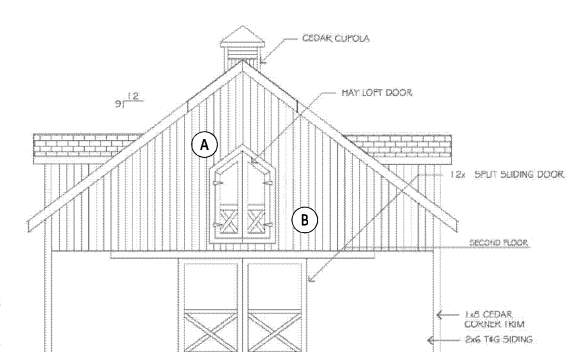 CEDAR CUPOLA
HAY LOFT DOOR
12
9
A
12x SPLIT SLIDING DOOR
B
SECOND FLOOR
1x8 CEDAR
CORNER TRIM
2x6 T&G SIDING